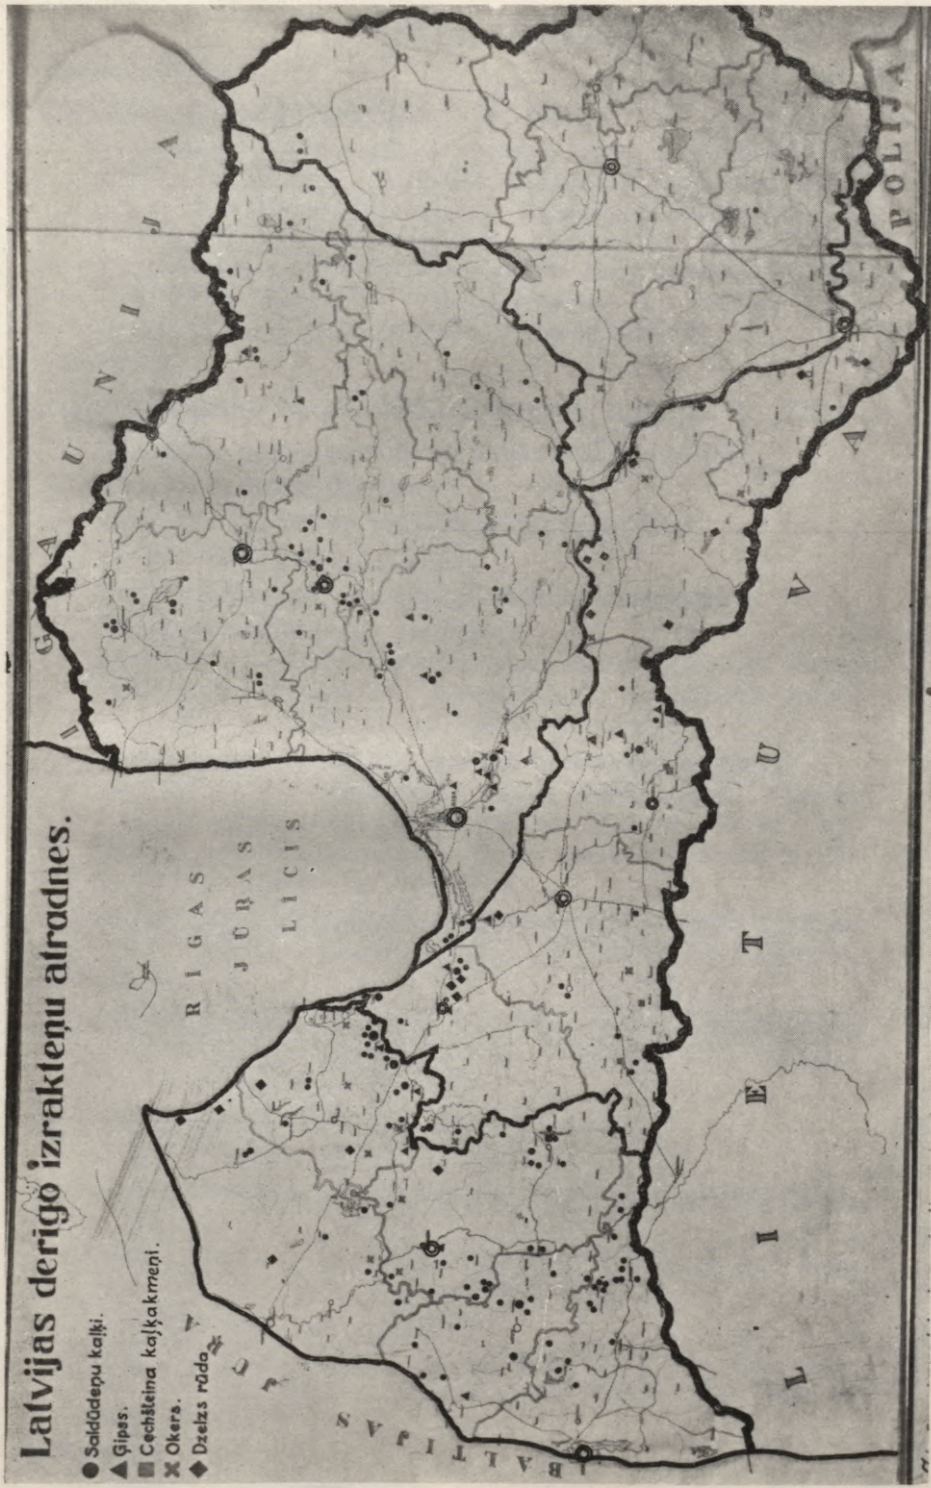 Latvijas derīgo izrakteņu atradnes.
Saldūdeņu kaļķi.
Ģipss.
Cechšteina kaļķakmeņi.
Okers.
Dzelzs rūda.
BALTIJAS JŪRA
RĪGAS
JŪRAS
LĪCIS
IGAUNIJA
POLIJA
LIETUVA